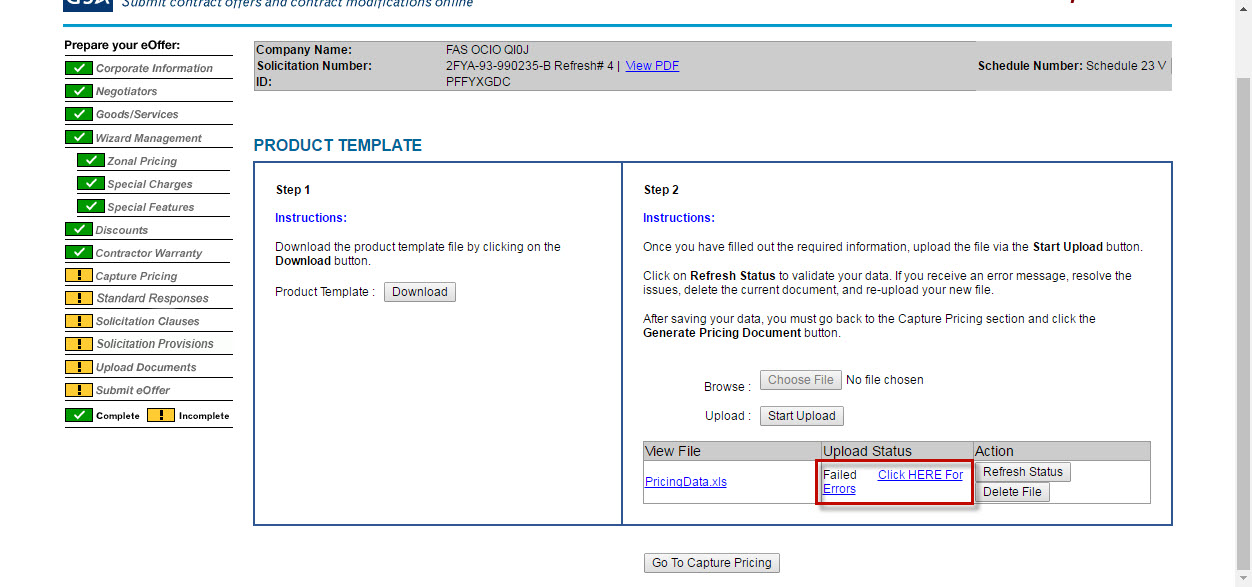 GSA Submit contract offers and contract modifications online
Prepare your eOffer:
Corporate Information
Negotiators
Goods/Services
Wizard Management
Zonal Pricing
Special Charges
Special Features
Discounts
Contractor Warranty
Capture Pricing
Standard Responses
Solicitation Clauses
Solicitation Provisions
Upload Documents
Submit eOffer
Complete Incomplete
Company Name: FAS OCIO QI0J
Solicitation Number: 2FYA-93-990235-B Refresh# 4 | View PDF Schedule Number: Schedule 23 V
ID: PFFYXGDC
PRODUCT TEMPLATE
Step 1
Instructions:
Download the product template file by clicking on the
Download button.
Product Template : Download
Step 2
Instructions:
Once you have filled out the required information, upload the file via the Start Upload button.
Click on Refresh Status to validate your data. If you receive an error message, resolve the
issues, delete the current document, and re-upload your new file.
After saving your data, you must go back to the Capture Pricing section and click the
Generate Pricing Document button.
Browse : Choose File No file chosen
Upload : Start Upload
View File Upload Status Action
PricingData.xls Failed Click HERE For
Errors
Refresh Status
Delete File
Go To Capture Pricing